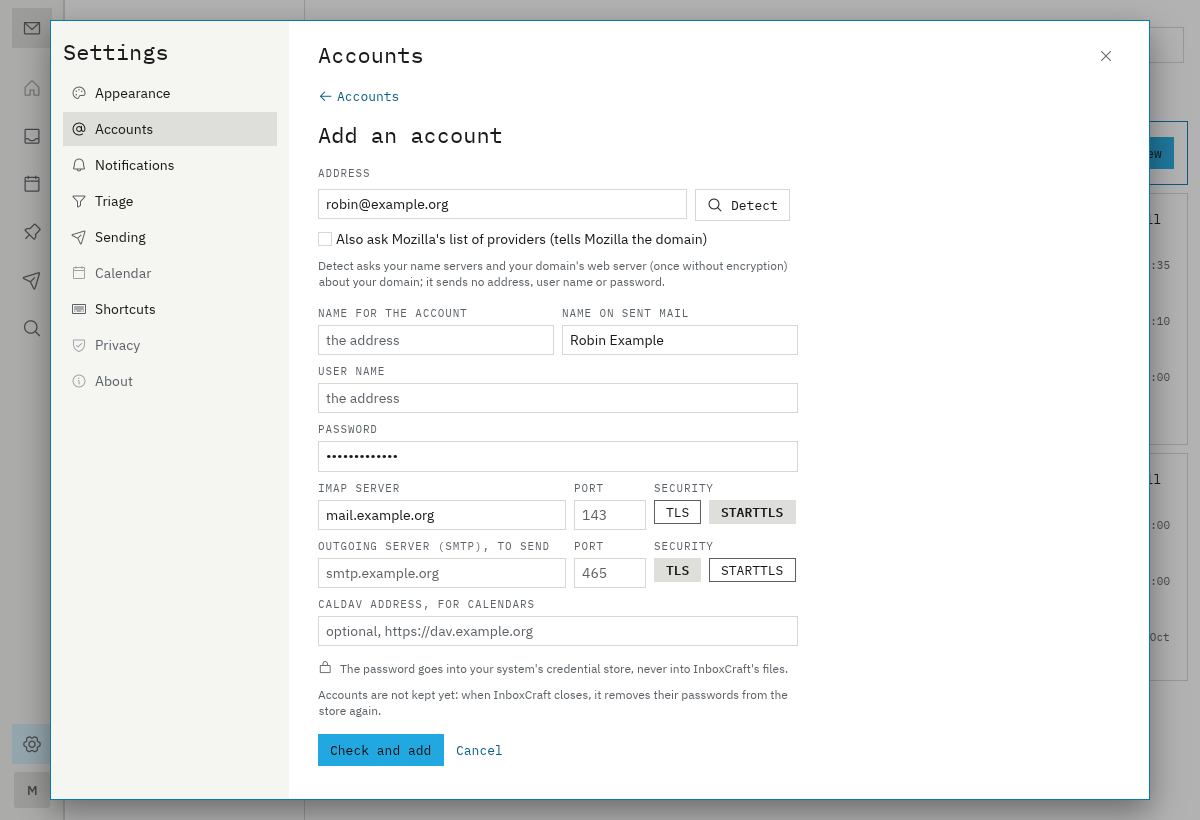 Settings
Appearance
Accounts
Notifications
Triage
Sending
Calendar
Shortcuts
Privacy
About
M
Accounts
← Accounts
Add an account
ADDRESS
robin@example.org
Detect
Also ask Mozilla's list of providers (tells Mozilla the domain)
Detect asks your name servers and your domain's web server (once without encryption)
about your domain; it sends no address, user name or password.
NAME FOR THE ACCOUNT NAME ON SENT MAIL
the address Robin Example
USER NAME
the address
PASSWORD
•••••••••••••
IMAP SERVER PORT SECURITY
mail.example.org 143 TLS STARTTLS
OUTGOING SERVER (SMTP), TO SEND PORT SECURITY
smtp.example.org 465 TLS STARTTLS
CALDAV ADDRESS, FOR CALENDARS
optional, https://dav.example.org
The password goes into your system's credential store, never into InboxCraft's files.
Accounts are not kept yet: when InboxCraft closes, it removes their passwords from the
store again.
Check and add Cancel
:35
:10
:00
:00
:00
Oct